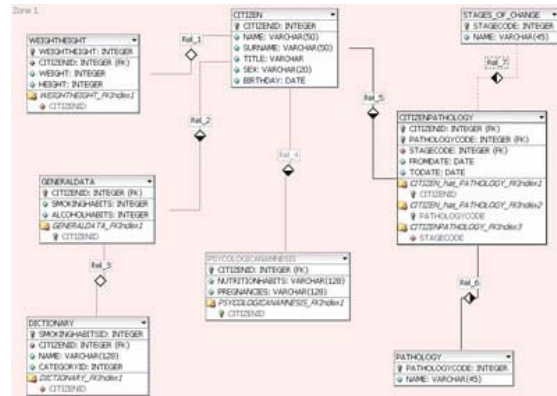 Zone 1
WEIGHTHEIGHT
WEIGHTHEIGHT: INTEGER
CITIZENID: INTEGER (FK)
WEIGHT: INTEGER
HEIGHT: INTEGER
WEIGHTHEIGHT_FKIndex1
CITIZENID
Rel_1
CITIZEN
CITIZENID: INTEGER
NAME: VARCHAR(50)
SURNAME: VARCHAR(50)
TITLE: VARCHAR
SEX: VARCHAR(20)
BIRTHDAY: DATE
STAGES_OF_CHANGE
STAGECODE: INTEGER
NAME: VARCHAR(45)
Rel_7
Rel_5
Rel_2
Rel_4
CITIZENPATHOLOGY
CITIZENID: INTEGER (FK)
PATHOLOGYCODE: INTEGER (FK)
STAGECODE: INTEGER (FK)
FROMDATE: DATE
TODATE: DATE
CITIZEN_has_PATHOLOGY_FKIndex1
CITIZENID
CITIZEN_has_PATHOLOGY_FKIndex2
PATHOLOGYCODE
CITIZENPATHOLOGY_FKIndex3
STAGECODE
GENERALDATA
CITIZENID: INTEGER (FK)
SMOKINGHABITS: INTEGER
ALCOHOLHABITS: INTEGER
GENERALDATA_FKIndex1
CITIZENID
Rel_3
PSYCOLOGICANAMNESIS
CITIZENID: INTEGER (FK)
NUTRITIONHABITS: VARCHAR(128)
PREGNANCIES: VARCHAR(128)
PSYCOLOGICANAMNESIS_FKIndex1
CITIZENID
Rel_6
DICTIONARY
SMOKINGHABITSID: INTEGER
CITIZENID: INTEGER (FK)
NAME: VARCHAR(128)
CATEGORYID: INTEGER
DICTIONARY_FKIndex1
CITIZENID
PATHOLOGY
PATHOLOGYCODE: INTEGER
NAME: VARCHAR(45)